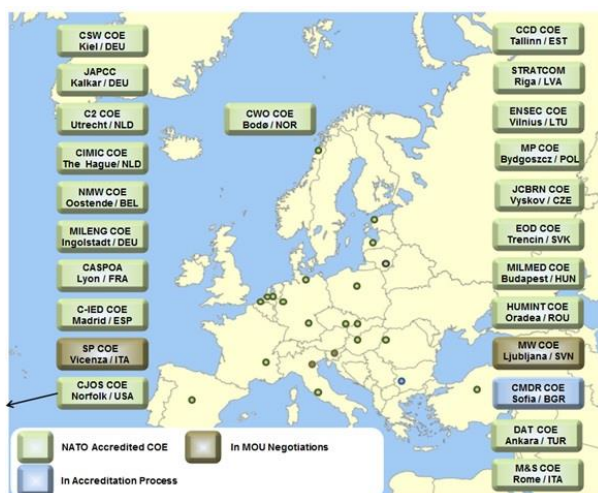 CSW COE
Kiel / DEU
JAPCC
Kalkar / DEU
C2 COE
Utrecht / NLD
CIMIC COE
The Hague/ NLD
NMW COE
Oostende / BEL
MILENG COE
Ingolstadt / DEU
CASPOA
Lyon / FRA
C-IED COE
Madrid / ESP
SP COE
Vicenza / ITA
CJOS COE
Norfolk / USA
CWO COE
Bodø / NOR
CCD COE
Tallinn / EST
STRATCOM
Riga / LVA
ENSEC COE
Vilnius / LTU
MP COE
Bydgoszcz / POL
JCBRN COE
Vyskov / CZE
EOD COE
Trencin / SVK
MILMED COE
Budapest / HUN
HUMINT COE
Oradea / ROU
MW COE
Ljubljana / SVN
CMDR COE
Sofia / BGR
DAT COE
Ankara / TUR
M&S COE
Rome / ITA
NATO Accredited COE
In MOU Negotiations
In Accreditation Process